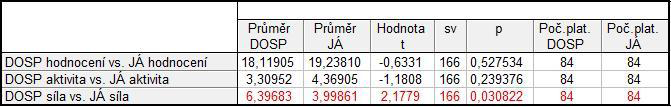 Průměr DOSP Průměr JÁ Hodnota t sv p Poč.plat. DOSP Poč.plat. JÁ
DOSP hodnocení vs. JÁ hodnocení 18,11905 19,23810 -0,6331 166 0,527534 84 84
DOSP aktivita vs. JÁ aktivita 3,30952 4,36905 -1,1808 166 0,239376 84 84
DOSP síla vs. JÁ síla 6,39683 3,99861 2,1779 166 0,030822 84 84